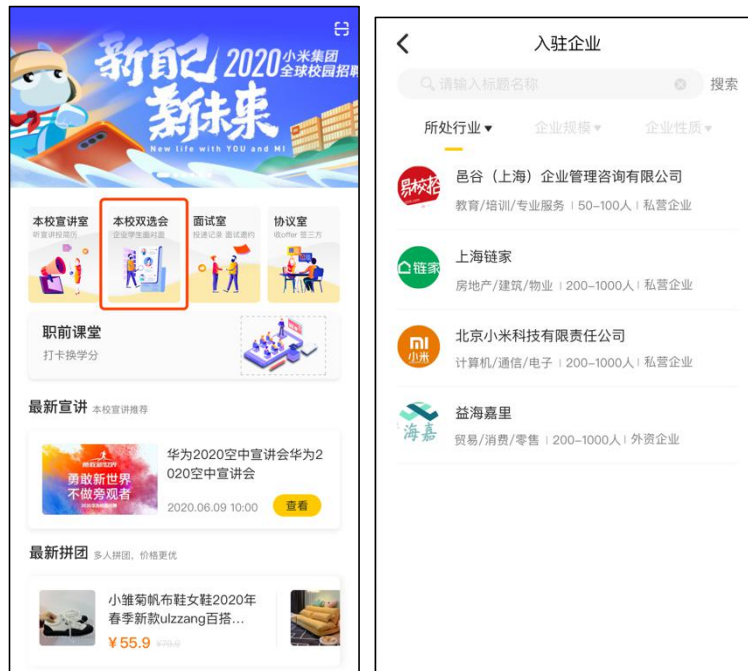 新自己
新未来
2020 小米集团
全球校园招聘
New life with YOU and MI
本校宣讲室
听宣讲投简历
本校双选会
企业学生面对面
面试室
投递记录 面试邀约
协议室
收offer 签三方
职前课堂
打卡换学分
最新宣讲 本校宣讲推荐
勇敢新世界
勇敢新世界
不做旁观者
华为2020空中宣讲会华为2
020空中宣讲会
2020.06.09 10:00
查看
最新拼团 多人拼团，价格更优
小雏菊帆布鞋女鞋2020年
春季新款ulzzang百搭...
¥55.9 ¥79.9
入驻企业
请输入标题名称
搜索
所处行业▼ 企业规模▼ 企业性质▼
易校招
邑谷（上海）企业管理咨询有限公司
教育/培训/专业服务 | 50-100人 | 私营企业
链家
上海链家
房地产/建筑/物业 | 200-1000人 | 私营企业
小米
北京小米科技有限责任公司
计算机/通信/电子 | 200-1000人 | 私营企业
海嘉
益海嘉里
贸易/消费/零售 | 200-1000人 | 外资企业